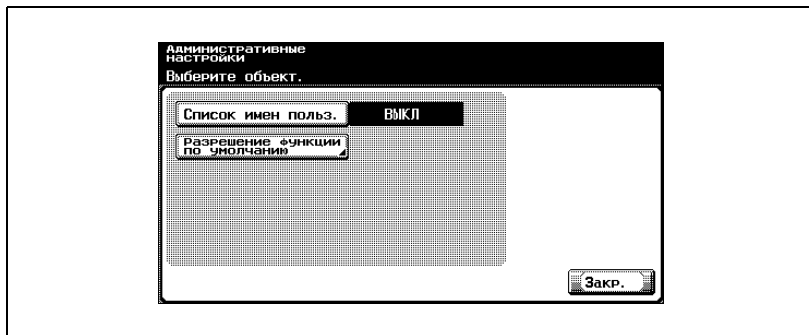 Административные
настройки
Выберите объект.
Список имен польз. ВЫКЛ
Разрешение функции
по умолчанию
Закр.